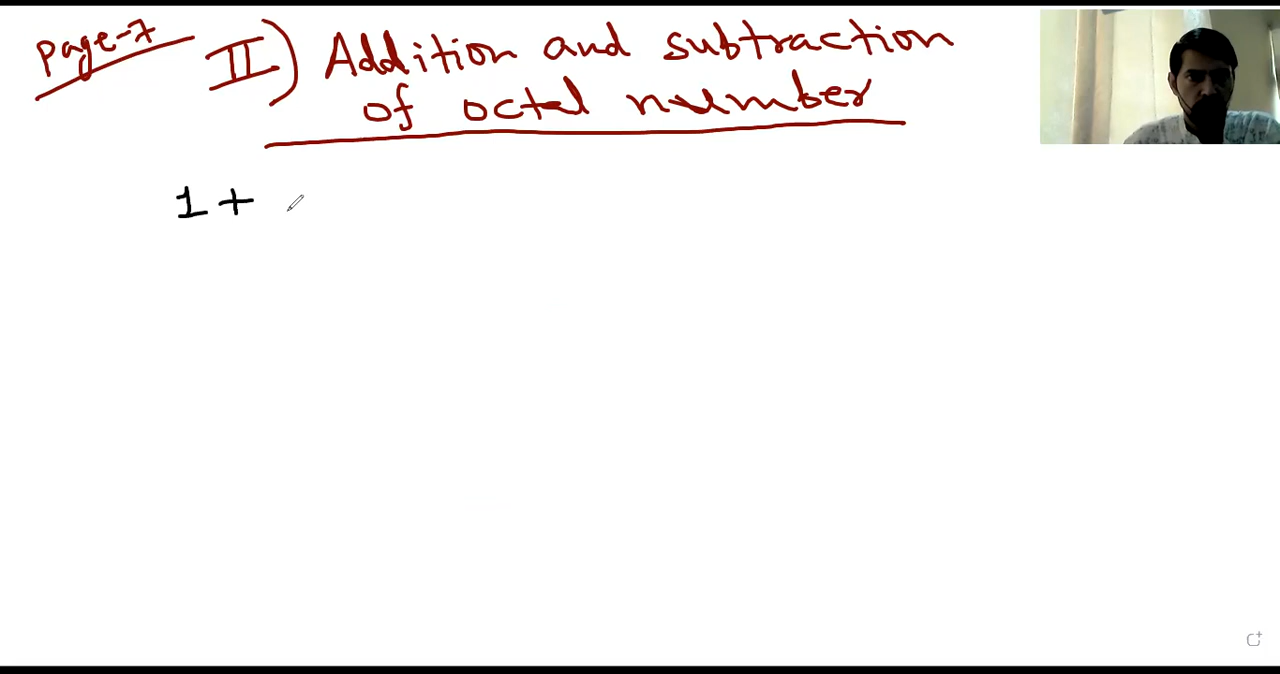 Page-7
II) Addition and subtraction
of octal number
1 +